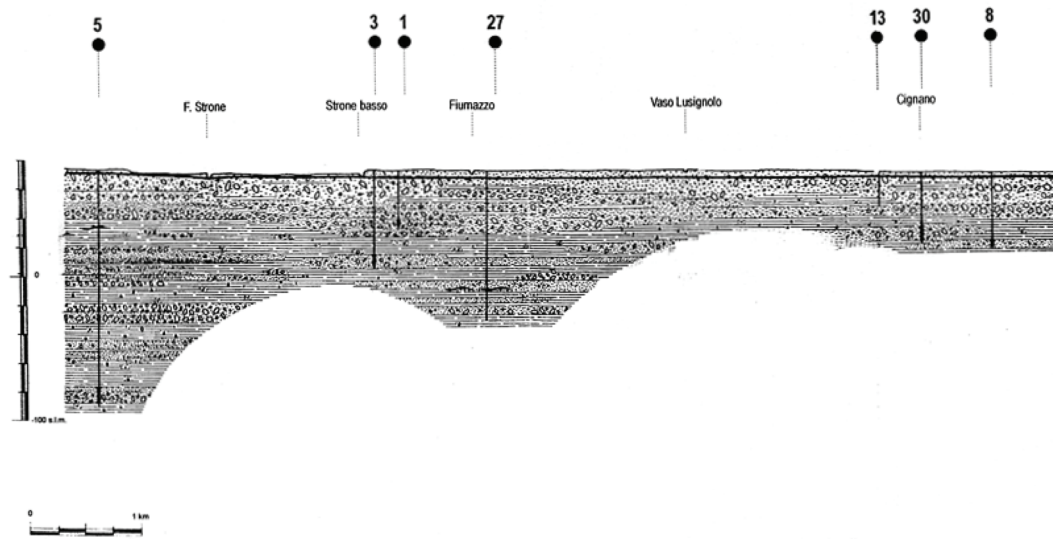 5 3 1 27 13 30 8
F. Strone Strone basso Fiumazzo Vaso Lusignolo Cignano
0
-100 s.l.m.
0 1 km